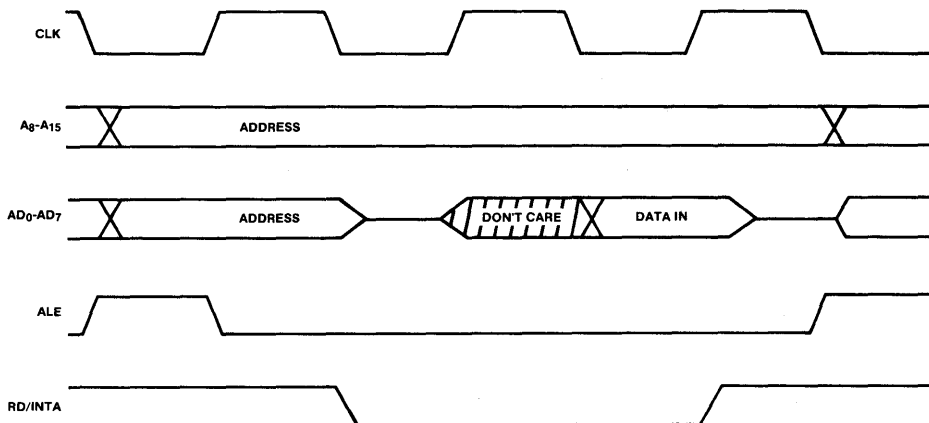 CLK
A8-A15
ADDRESS
AD0-AD7
ADDRESS
DON'T CARE
DATA IN
ALE
RD/INTA